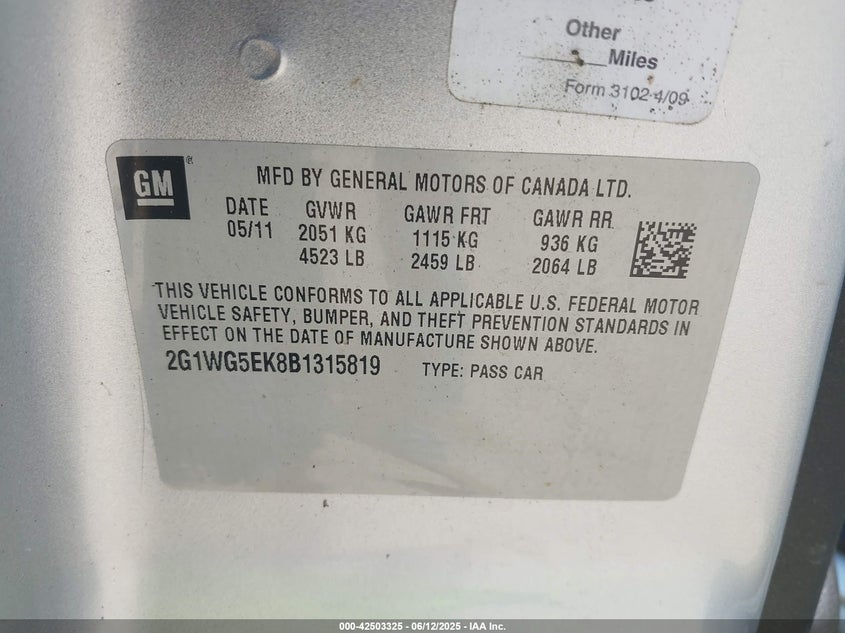 Other
Miles
Form 3102-4/09
GM
MFD BY GENERAL MOTORS OF CANADA LTD.
DATE GVWR GAWR FRT GAWR RR
05/11 2051 KG 1115 KG 936 KG
4523 LB 2459 LB 2064 LB
THIS VEHICLE CONFORMS TO ALL APPLICABLE U.S. FEDERAL MOTOR
VEHICLE SAFETY, BUMPER, AND THEFT PREVENTION STANDARDS IN
EFFECT ON THE DATE OF MANUFACTURE SHOWN ABOVE.
2G1WG5EK8B1315819 TYPE: PASS CAR
000-42503325 - 06/12/2025 - IAA Inc.